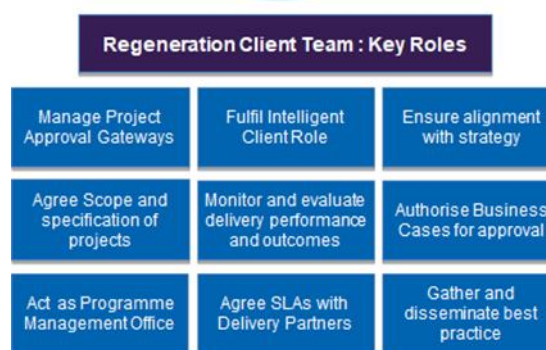 Regeneration Client Team : Key Roles
Manage Project
Approval Gateways
Fulfil Intelligent
Client Role
Ensure alignment
with strategy
Agree Scope and
specification of
projects
Monitor and evaluate
delivery performance
and outcomes
Authorise Business
Cases for approval
Act as Programme
Management Office
Agree SLAs with
Delivery Partners
Gather and
disseminate best
practice